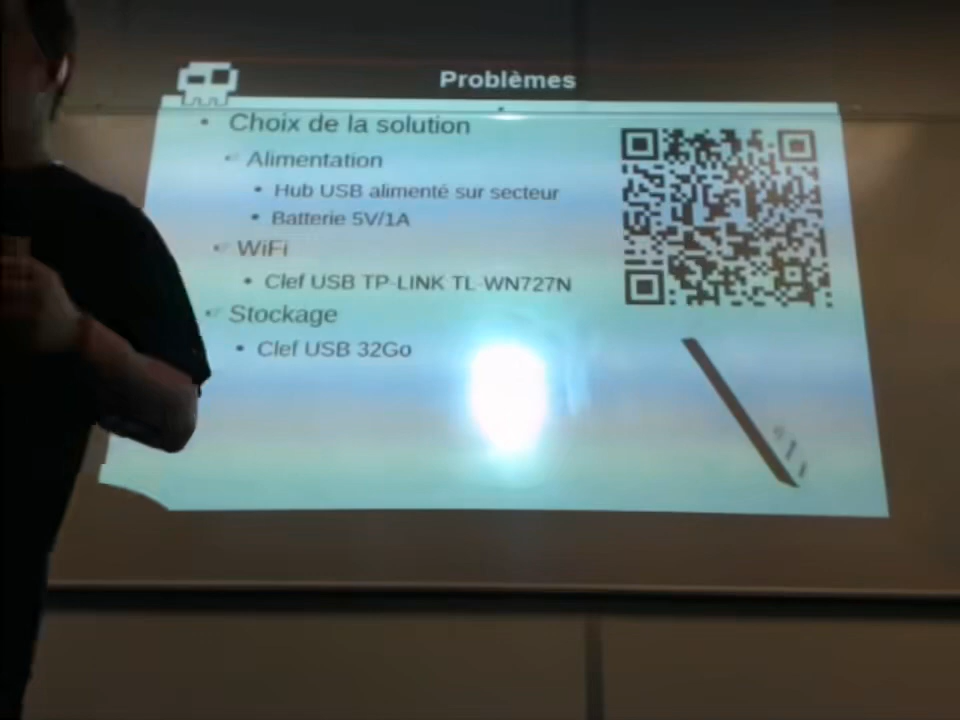 Problèmes
Choix de la solution
Alimentation
Hub USB alimenté sur secteur
Batterie 5V/1A
WiFi
Clef USB TP-LINK TL-WN727N
Stockage
Clef USB 32Go